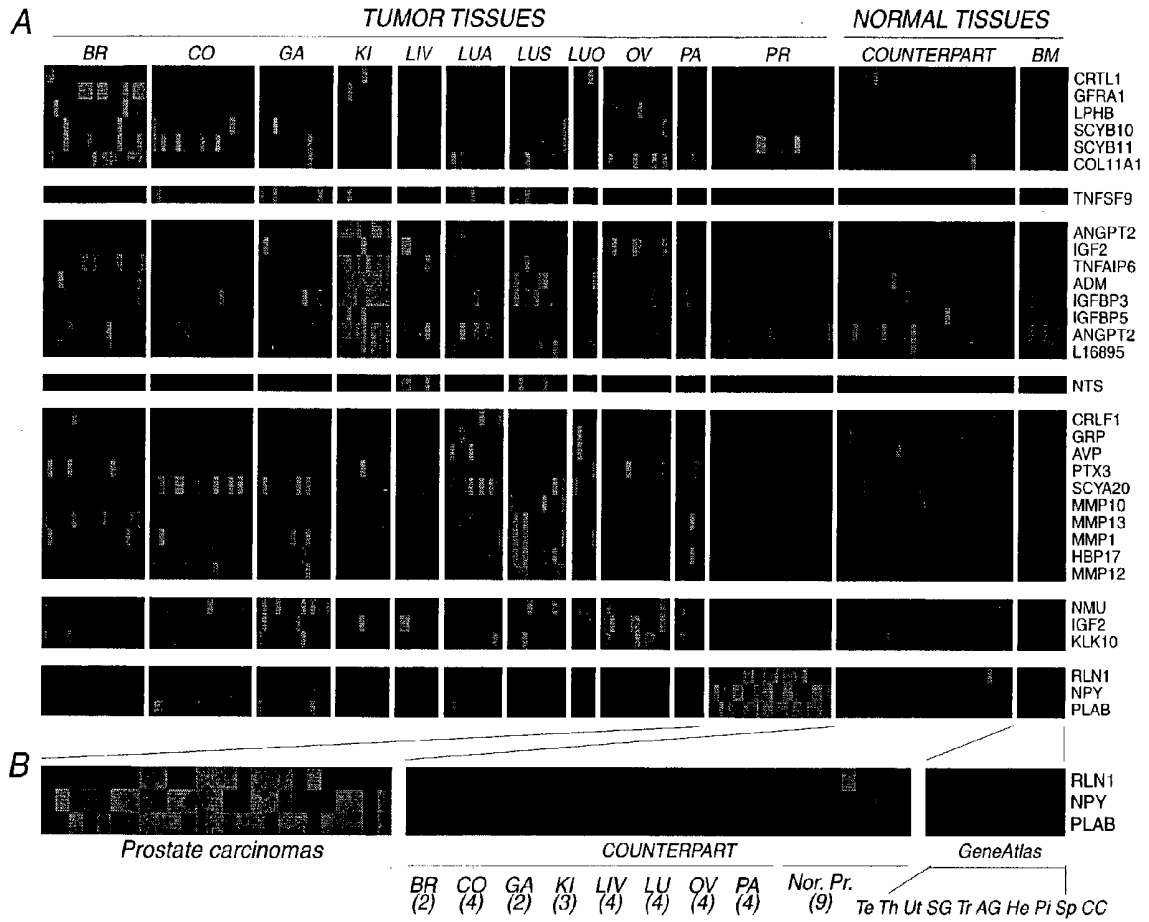 A
TUMOR TISSUES
NORMAL TISSUES
BR CO GA KI LIV LUA LUS LUO OV PA PR COUNTERPART BM
CRTL1
GFRA1
LPHB
SCYB10
SCYB11
COL11A1
TNFSF9
ANGPT2
IGF2
TNFAIP6
ADM
IGFBP3
IGFBP5
ANGPT2
L16895
NTS
CRLF1
GRP
AVP
PTX3
SCYA20
MMP10
MMP13
MMP1
HBP17
MMP12
NMU
IGF2
KLK10
RLN1
NPY
PLAB
B
RLN1
NPY
PLAB
Prostate carcinomas
COUNTERPART
GeneAtlas
BR CO GA KI LIV LU OV PA Nor. Pr.
(2) (4) (2) (3) (4) (4) (4) (4) (9)
Te Th Ut SG Tr AG He Pi Sp CC